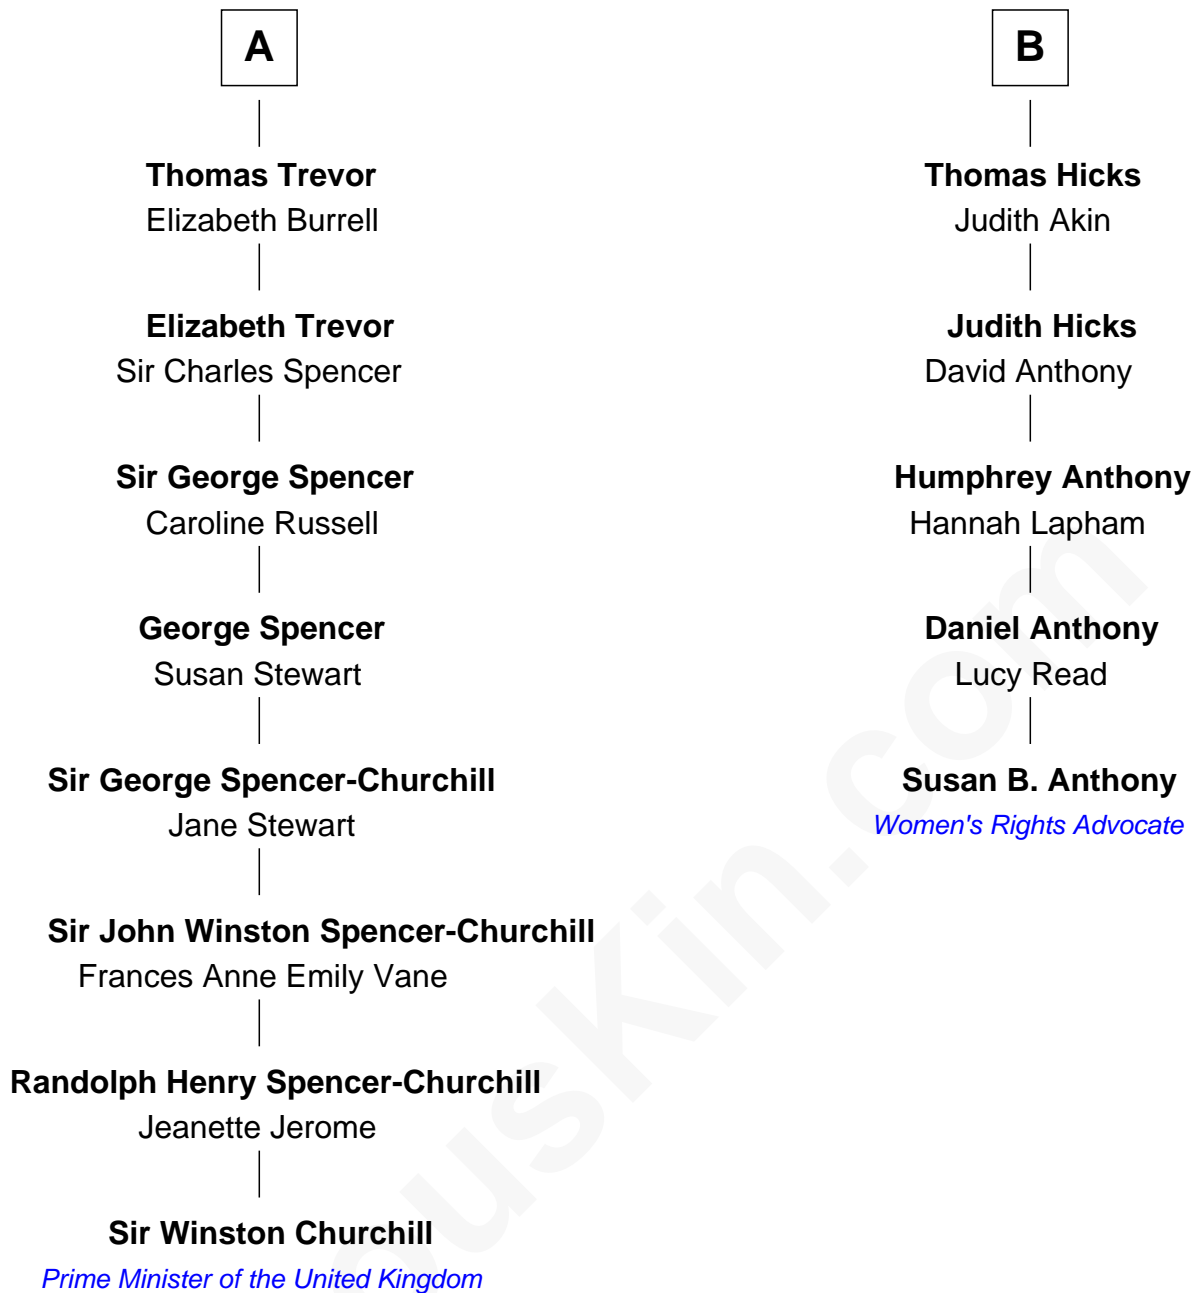 A
Thomas Trevor
Elizabeth Burrell
Elizabeth Trevor
Sir Charles Spencer
Sir George Spencer
Caroline Russell
George Spencer
Susan Stewart
Sir George Spencer-Churchill
Jane Stewart
Sir John Winston Spencer-Churchill
Frances Anne Emily Vane
Randolph Henry Spencer-Churchill
Jeanette Jerome
Sir Winston Churchill
Prime Minister of the United Kingdom
B
Thomas Hicks
Judith Akin
Judith Hicks
David Anthony
Humphrey Anthony
Hannah Lapham
Daniel Anthony
Lucy Read
Susan B. Anthony
Women's Rights Advocate
ousKin.com